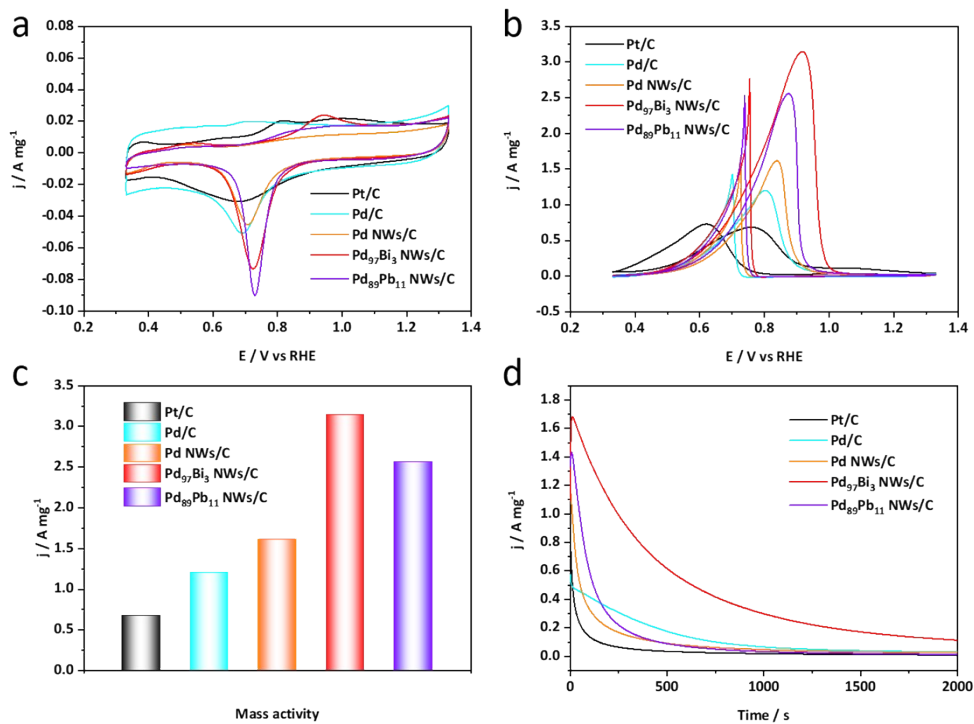 a
0.08
0.06
0.04
0.02
0.00
-0.02
-0.04
-0.06
-0.08
-0.10
j / A mg⁻¹
0.2 0.4 0.6 0.8 1.0 1.2 1.4
E / V vs RHE
Pt/C
Pd/C
Pd NWs/C
Pd₉₇Bi₃ NWs/C
Pd₈₉Pb₁₁ NWs/C
b
3.5
3.0
2.5
2.0
1.5
1.0
0.5
0.0
-0.5
j / A mg⁻¹
0.2 0.4 0.6 0.8 1.0 1.2 1.4
E / V vs RHE
Pt/C
Pd/C
Pd NWs/C
Pd₉₇Bi₃ NWs/C
Pd₈₉Pb₁₁ NWs/C
c
3.5
3.0
2.5
2.0
1.5
1.0
0.5
0.0
j / A mg⁻¹
Mass activity
Pt/C
Pd/C
Pd NWs/C
Pd₉₇Bi₃ NWs/C
Pd₈₉Pb₁₁ NWs/C
d
1.8
1.6
1.4
1.2
1.0
0.8
0.6
0.4
0.2
0.0
j / A mg⁻¹
0 500 1000 1500 2000
Time / s
Pt/C
Pd/C
Pd NWs/C
Pd₉₇Bi₃ NWs/C
Pd₈₉Pb₁₁ NWs/C